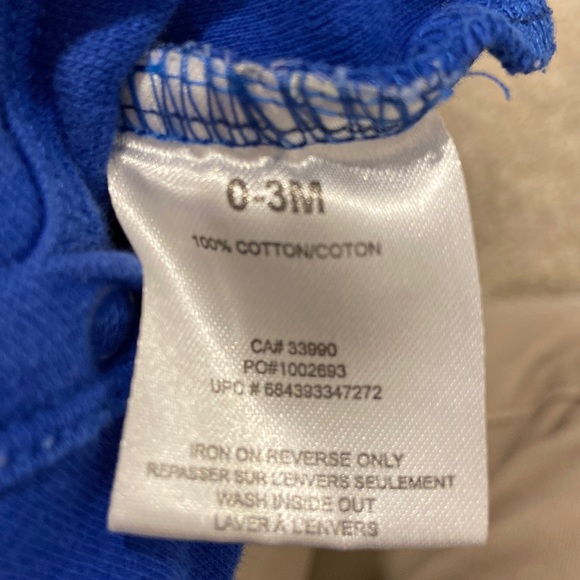 0-3M
100% COTTON/COTON
CA# 33990
PO#1002693
UPC # 684393347272
IRON ON REVERSE ONLY
REPASSER SUR L'ENVERS SEULEMENT
WASH INSIDE OUT
LAVER À L'ENVERS